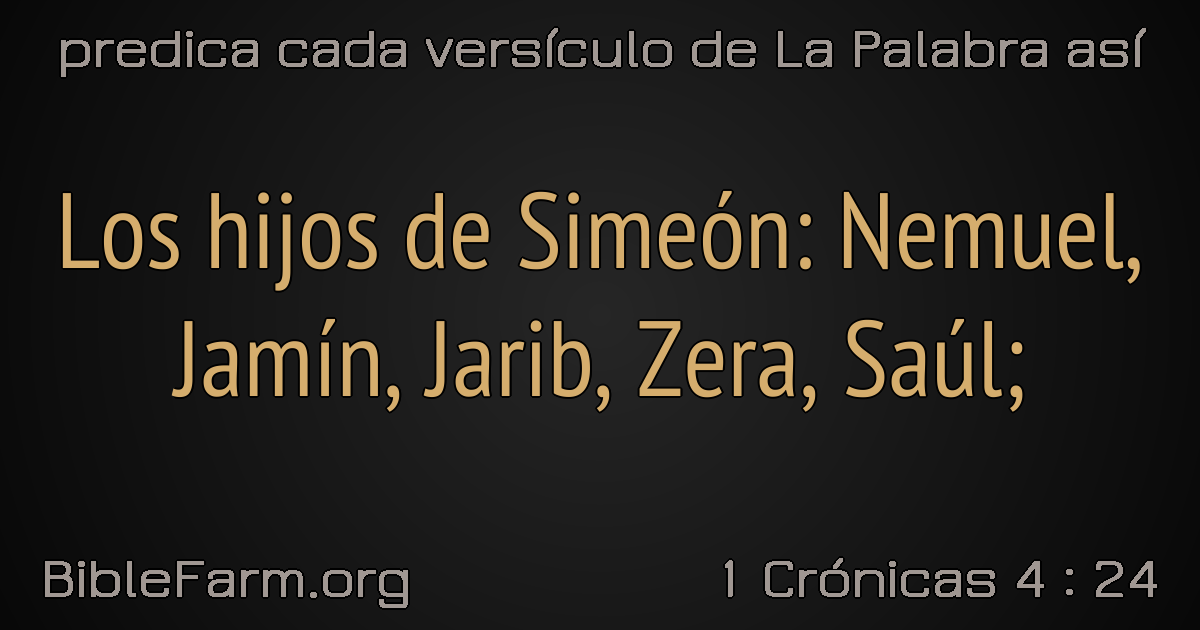 predica cada versículo de La Palabra así
Los hijos de Simeón: Nemuel,
Jamín, Jarib, Zera, Saúl;
BibleFarm.org
1 Crónicas 4 : 24